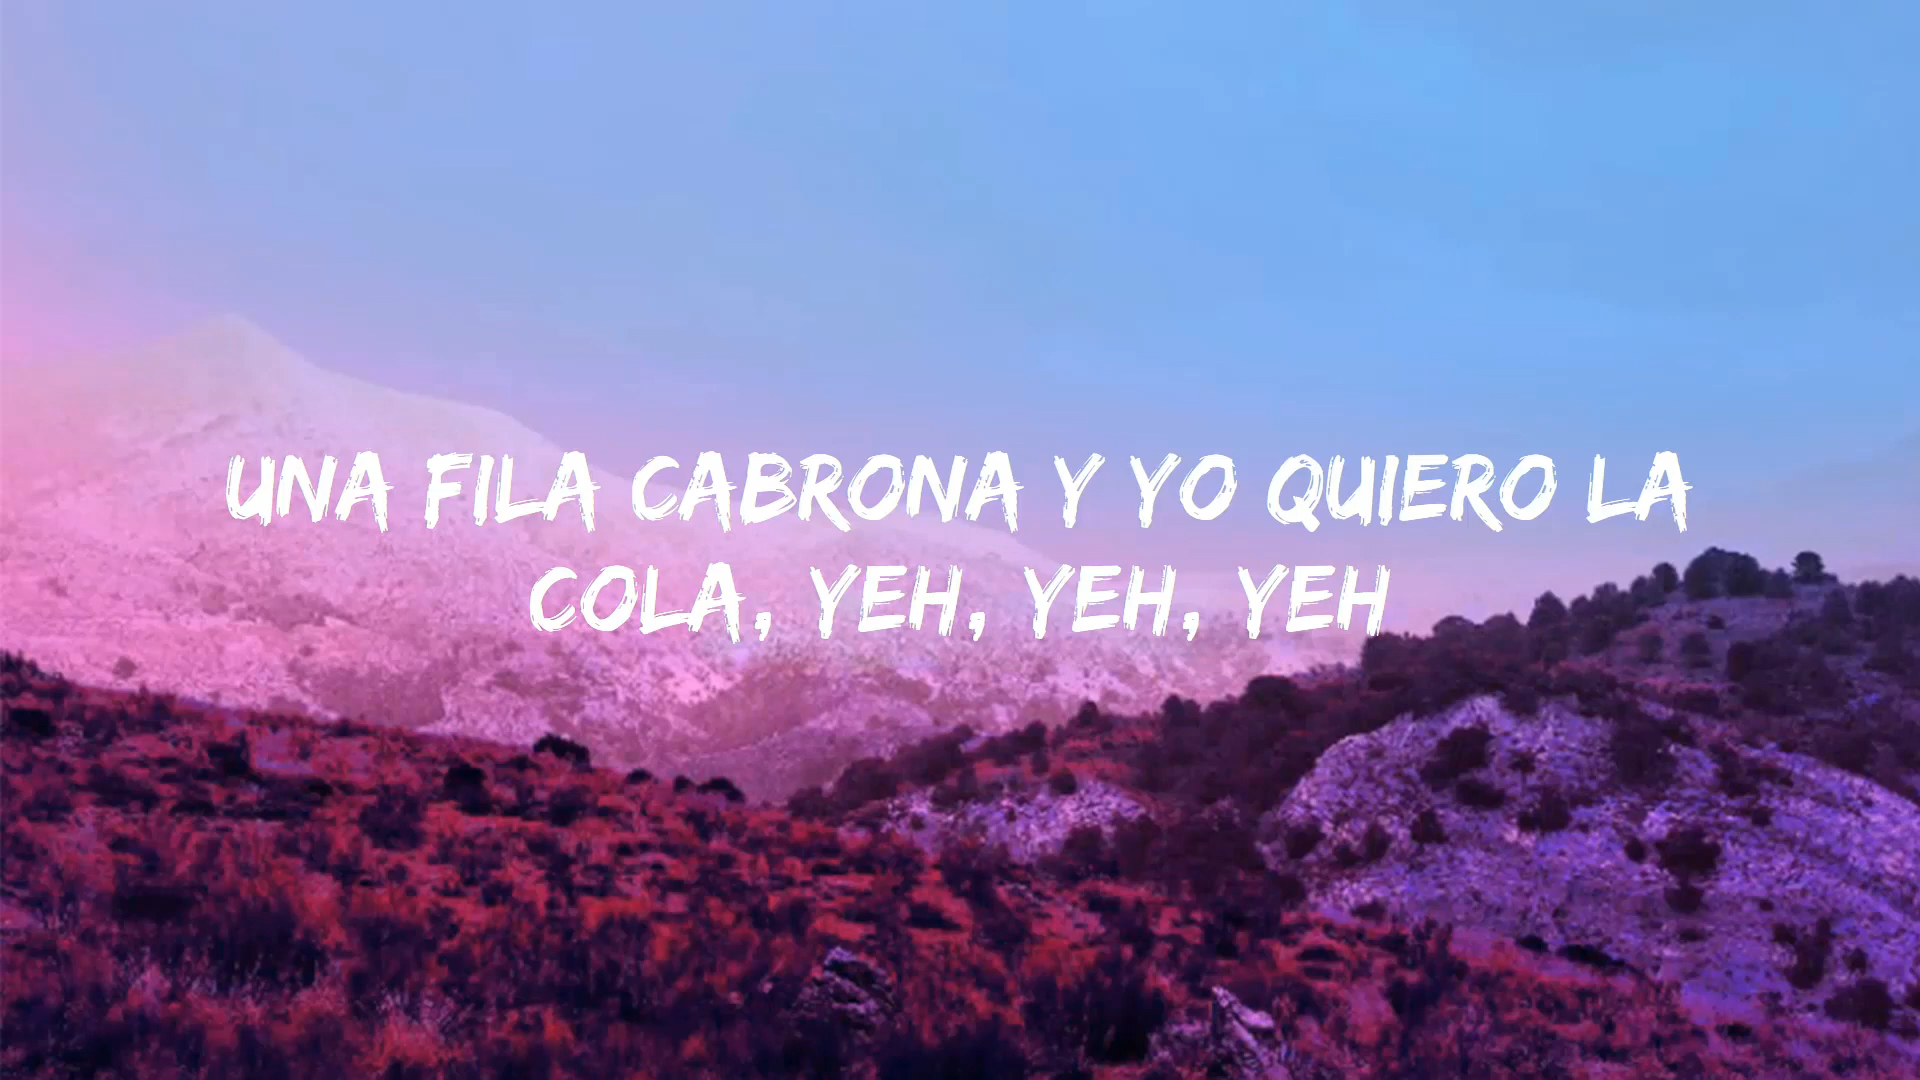 UNA FILA CABRONA Y YO QUIERO LA
COLA, YEH, YEH, YEH